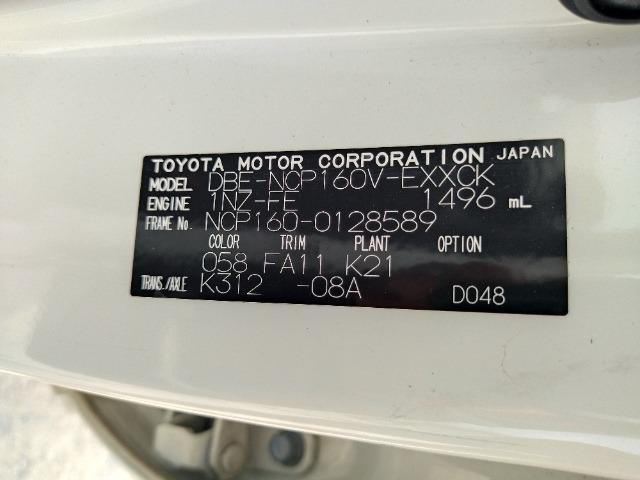 TOYOTA MOTOR CORPORATION JAPAN
MODEL DBE-NCP160V-EXXCK
ENGINE 1NZ-FE 1496 mL
FRAME No. NCP160-0128589
COLOR TRIM PLANT OPTION
058 FA11 K21
TRANS./AXLE K312 -08A D048